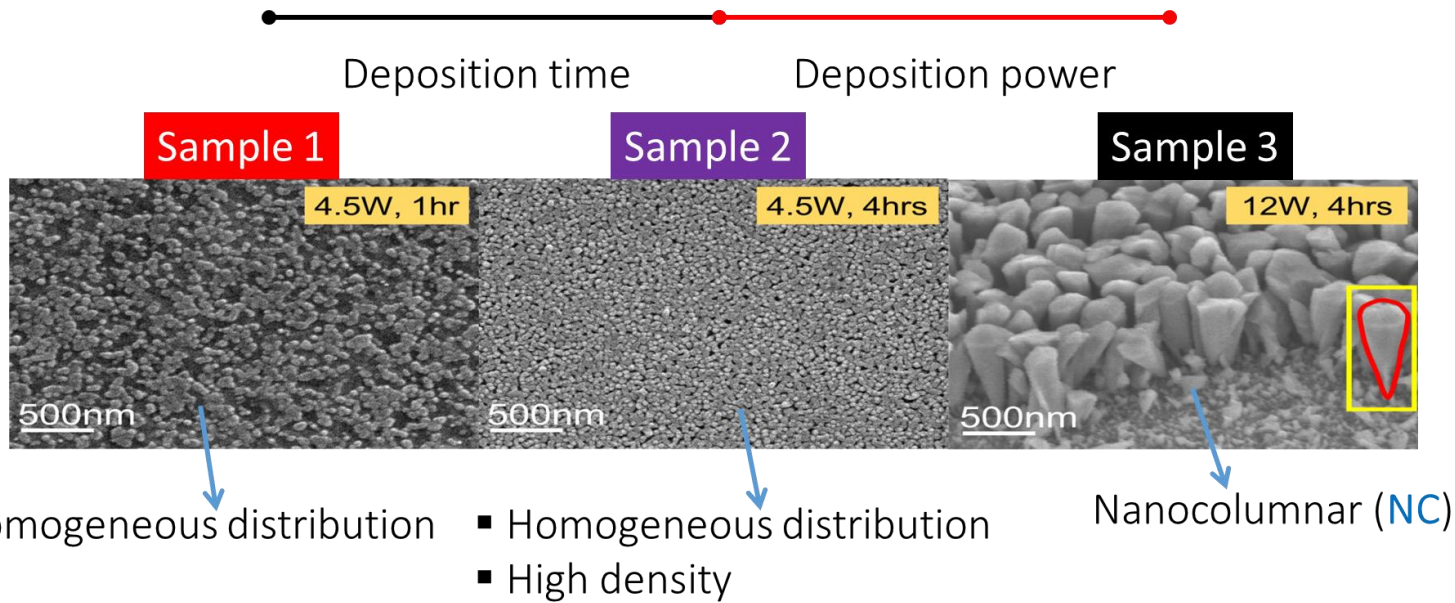 Deposition time
Deposition power
Sample 1
Sample 2
Sample 3
4.5W, 1hr
4.5W, 4hrs
12W, 4hrs
500nm
500nm
500nm
omogeneous distribution
▪ Homogeneous distribution
▪ High density
Nanocolumnar (NC)